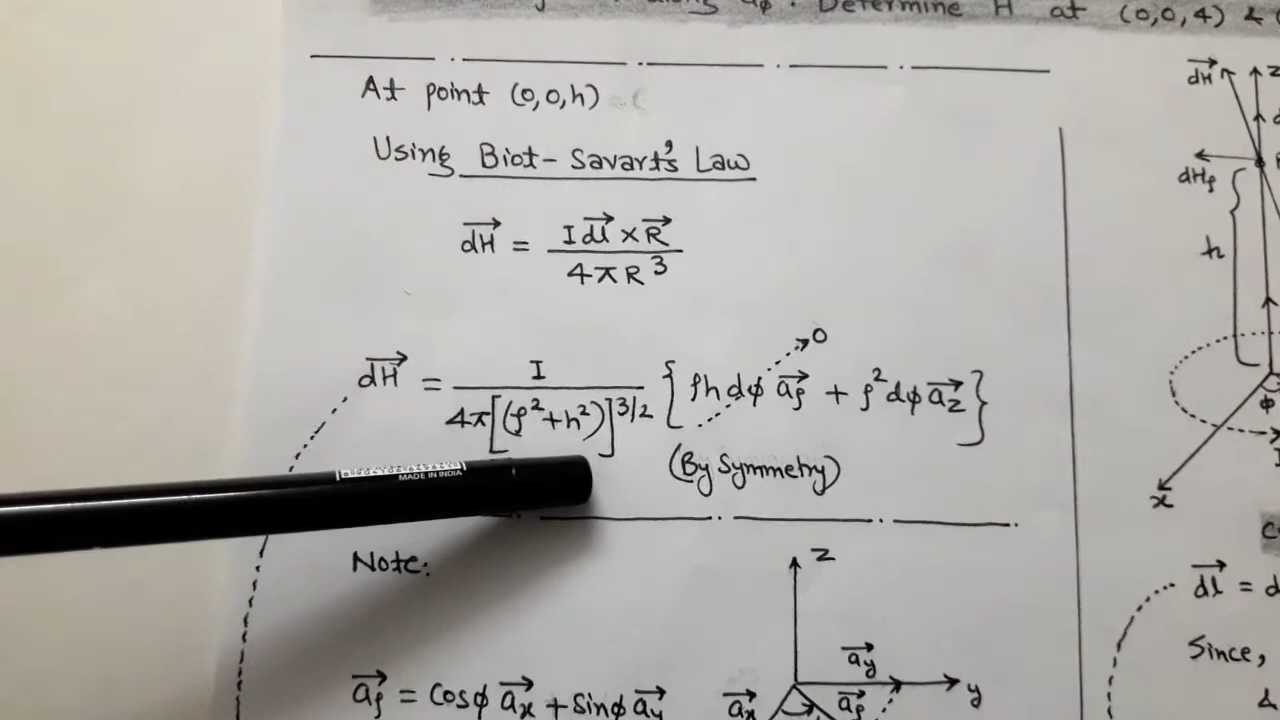 along aϕ. Determine H at (0,0,4) &
At point (0,0,h)
Using Biot-Savart's Law
dH = I dl × R / 4πR³
dH = I / 4π[(ρ²+h²)]^3/2 { ρh dϕ aρ + ρ² dϕ az }
0
(By Symmetry)
MADE IN INDIA
Note:
aρ = Cosϕ ax + Sinϕ ay
z
ay
y
ax
aρ
dH
z
dHρ
h
ϕ
x
dl = d
Since,
&